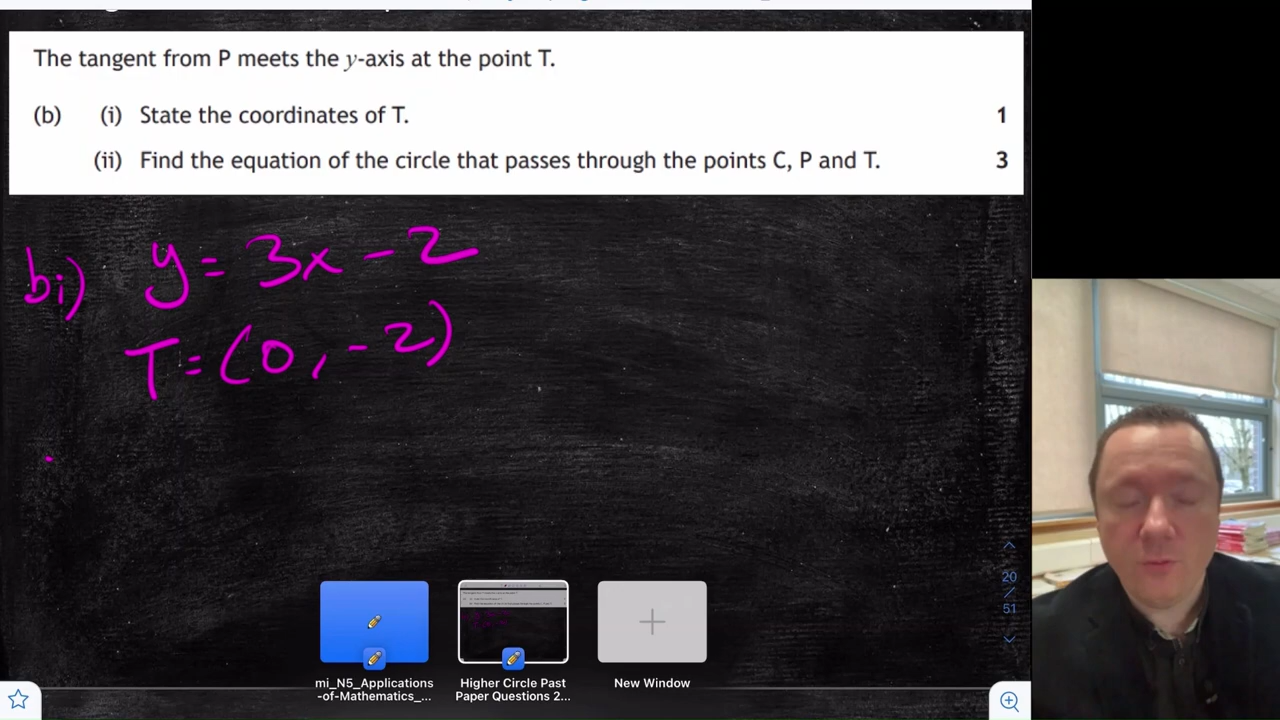 The tangent from P meets the y-axis at the point T.
(b) (i) State the coordinates of T. 1
(ii) Find the equation of the circle that passes through the points C, P and T. 3
bi) y = 3x - 2
T = (0, -2)
20
/
51
mi_N5_Applications
-of-Mathematics_...
Higher Circle Past
Paper Questions 2...
New Window